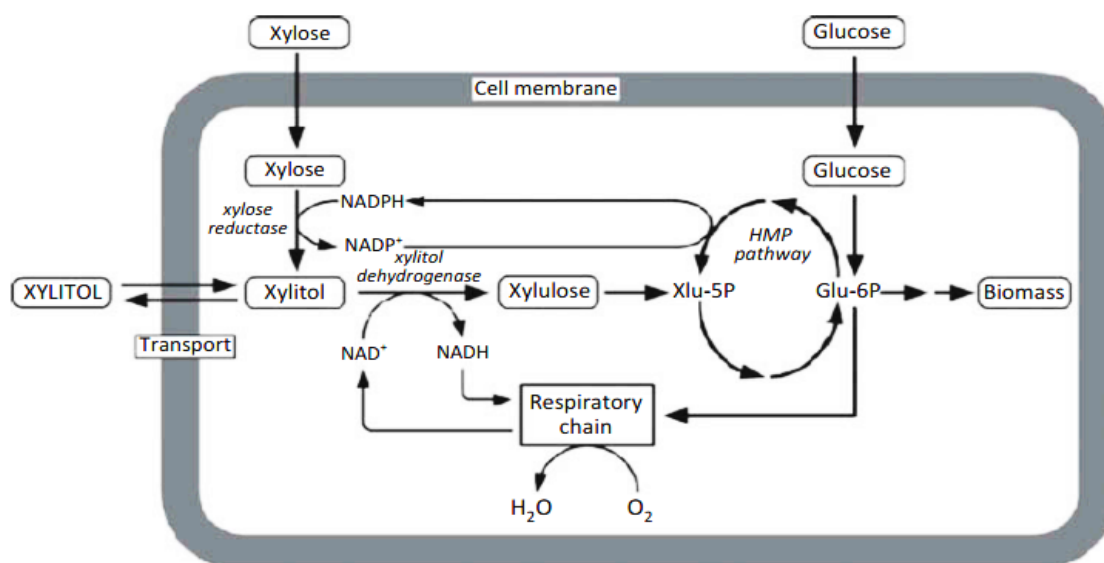 Xylose
Glucose
Cell membrane
Xylose
Glucose
xylose
reductase
NADPH
NADP⁺
HMP
pathway
xylitol
dehydrogenase
XYLITOL
Xylitol
Xylulose
Xlu-5P
Glu-6P
Biomass
Transport
NAD⁺
NADH
Respiratory
chain
H₂O
O₂